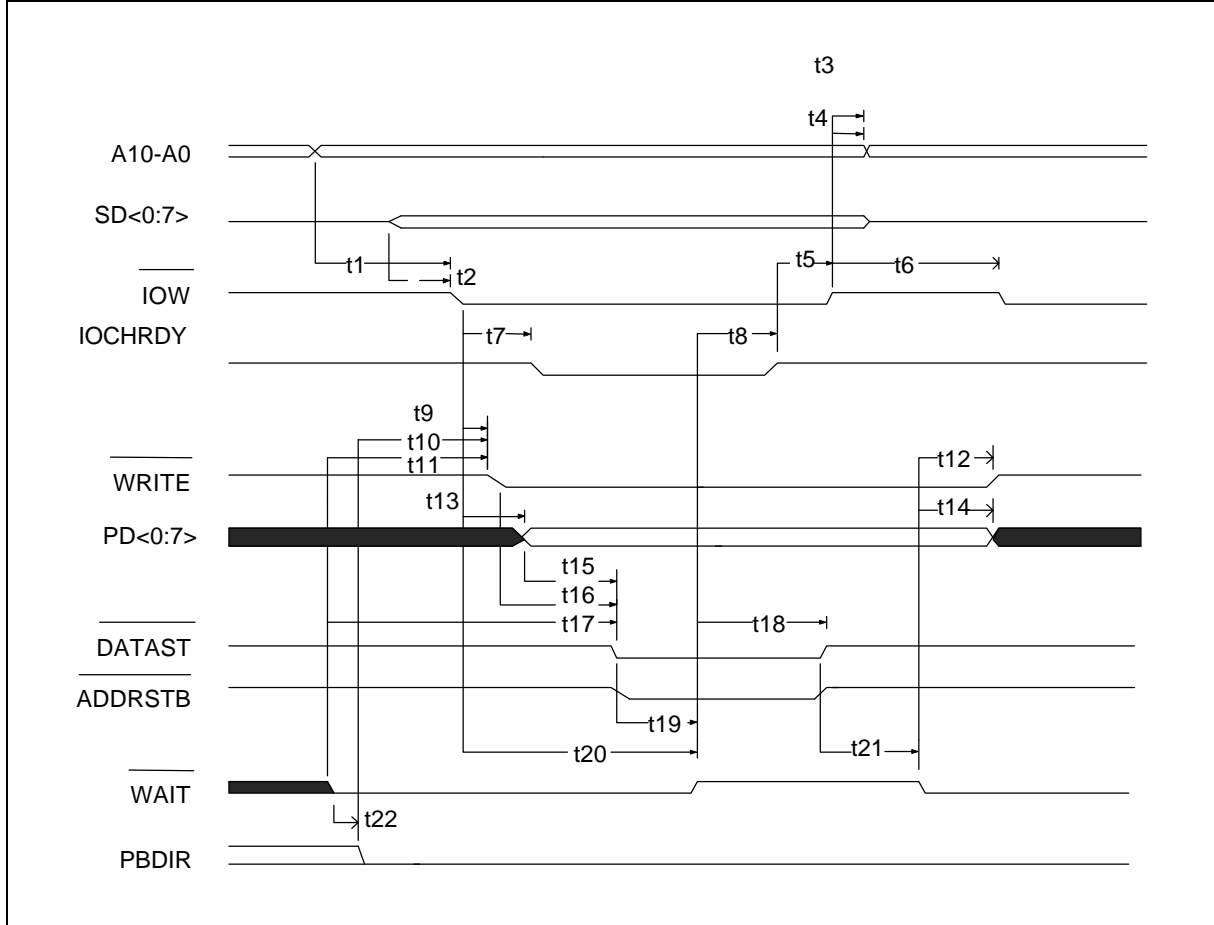 t3
t4
A10-A0
SD<0:7>
t1
t2
t5
t6
IOW
IOCHRDY
t7
t8
t9
t10
t11
t12
WRITE
t13
t14
PD<0:7>
t15
t16
t17
t18
DATAST
ADDRSTB
t19
t20
t21
WAIT
t22
PBDIR